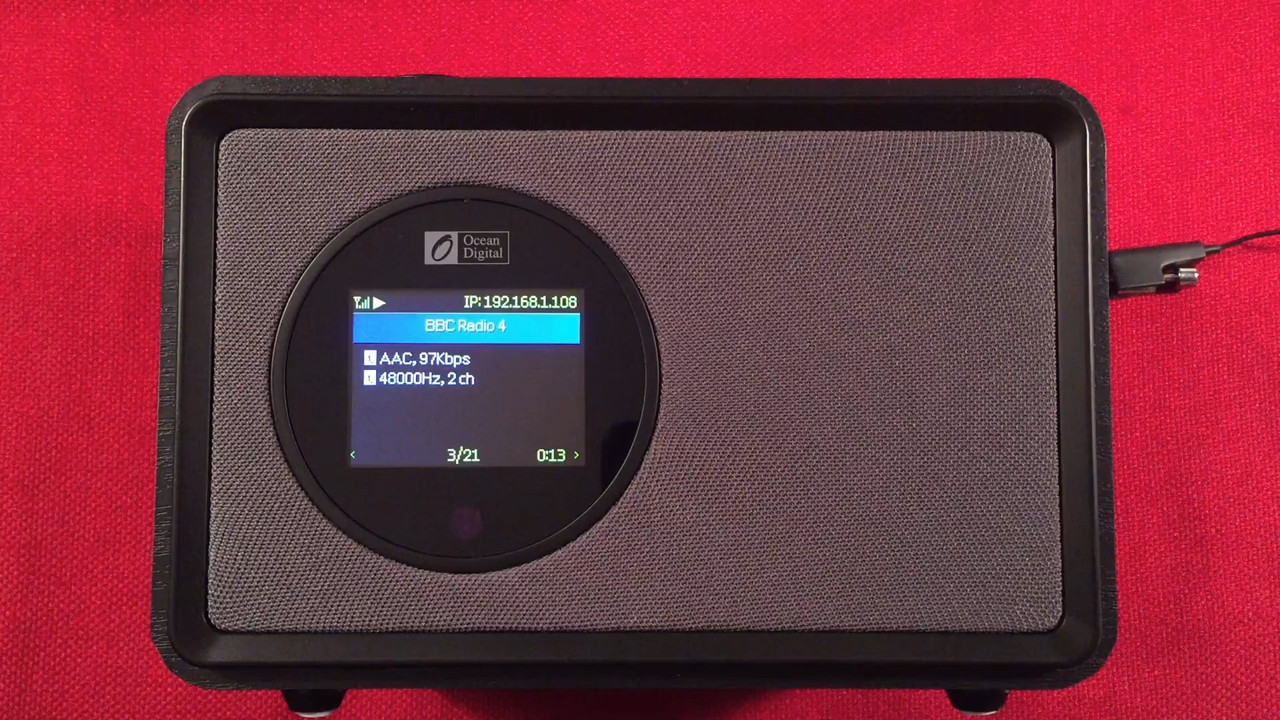 Ocean
Digital
IP: 192.168.1.108
BBC Radio 4
AAC, 97Kbps
48000Hz, 2 ch
3/21 0:13